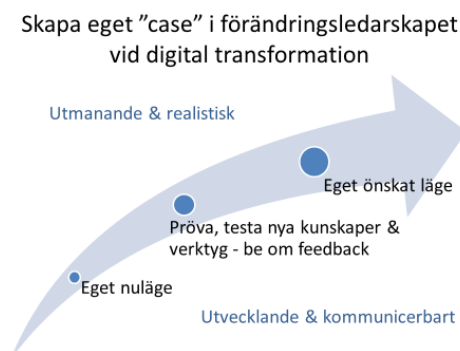 Skapa eget ”case” i förändringsledarskapet
vid digital transformation
Utmanande & realistisk
Eget önskat läge
Pröva, testa nya kunskaper &
verktyg - be om feedback
Eget nuläge
Utvecklande & kommunicerbart